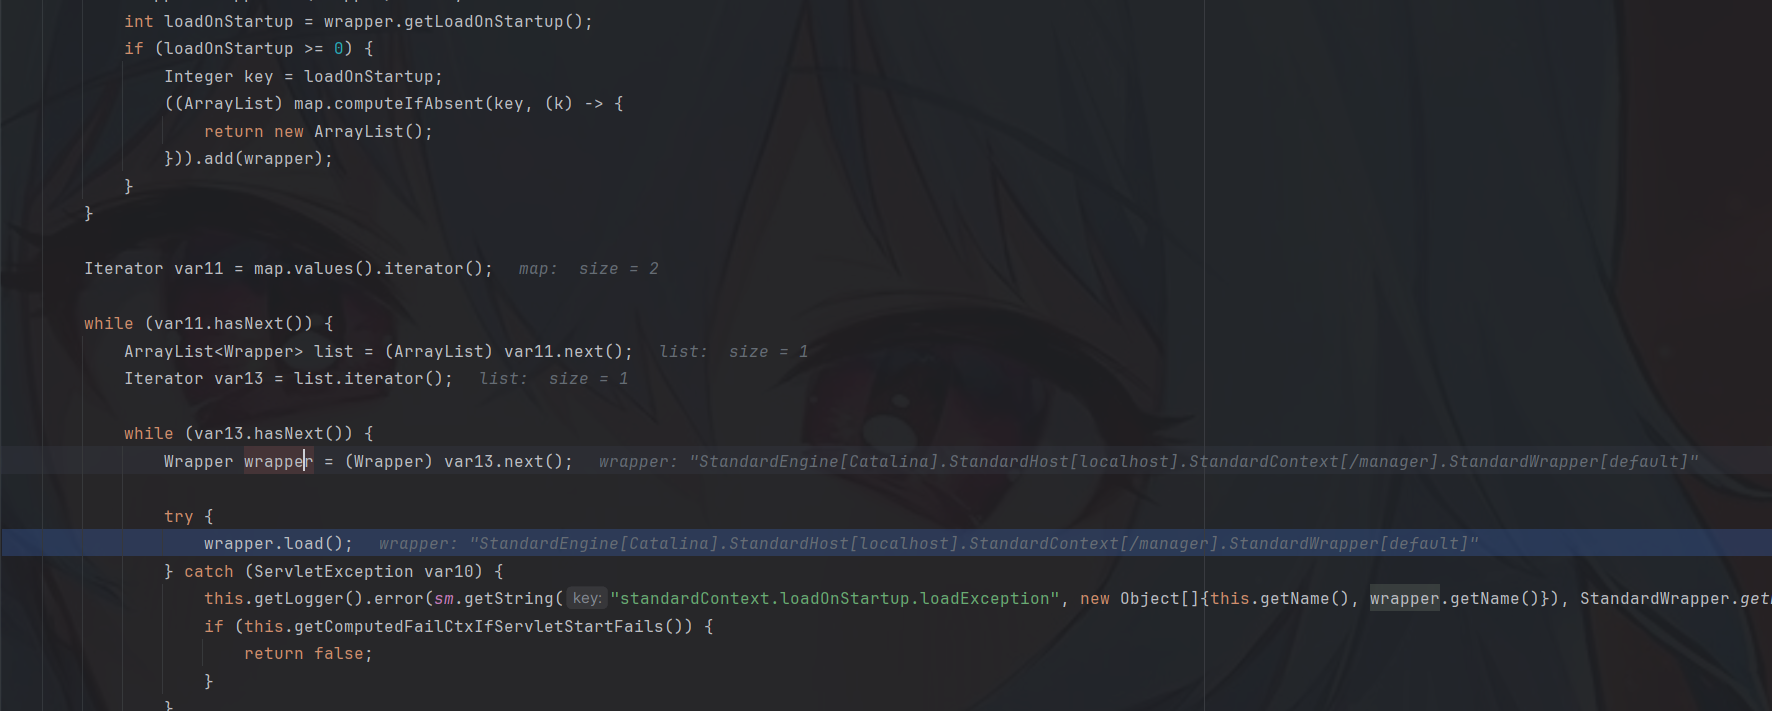 int loadOnStartup = wrapper.getLoadOnStartup();
if (loadOnStartup >= 0) {
Integer key = loadOnStartup;
((ArrayList) map.computeIfAbsent(key, (k) -> {
return new ArrayList();
})).add(wrapper);
}
}
Iterator var11 = map.values().iterator(); map: size = 2
while (var11.hasNext()) {
ArrayList<Wrapper> list = (ArrayList) var11.next(); list: size = 1
Iterator var13 = list.iterator(); list: size = 1
while (var13.hasNext()) {
Wrapper wrapper = (Wrapper) var13.next(); wrapper: "StandardEngine[Catalina].StandardHost[localhost].StandardContext[/manager].StandardWrapper[default]"
try {
wrapper.load(); wrapper: "StandardEngine[Catalina].StandardHost[localhost].StandardContext[/manager].StandardWrapper[default]"
} catch (ServletException var10) {
this.getLogger().error(sm.getString( key: "standardContext.loadOnStartup.loadException", new Object[]{this.getName(), wrapper.getName()}), StandardWrapper.get
if (this.getComputedFailCtxIfServletStartFails()) {
return false;
}
}